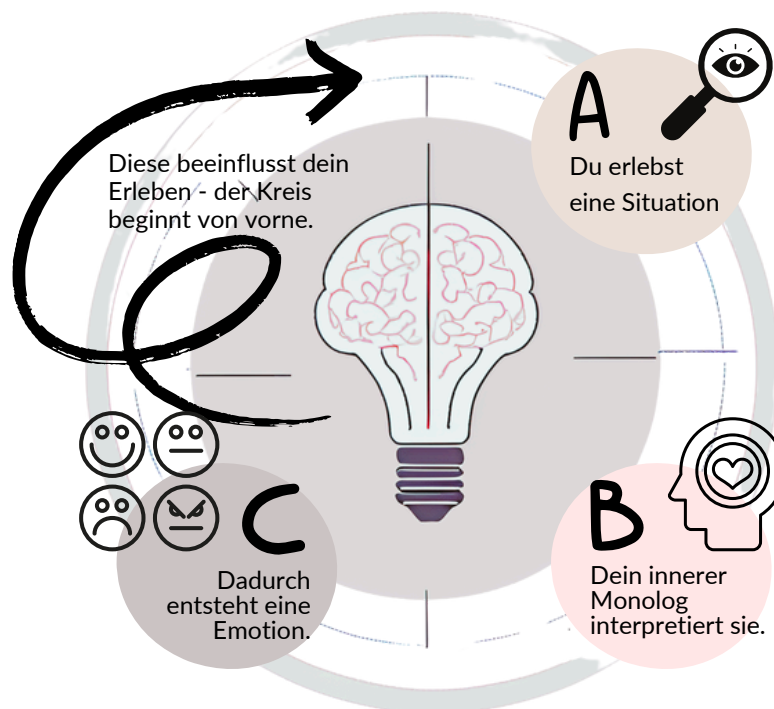 A
Du erlebst
eine Situation
B
Dein innerer
Monolog
interpretiert sie.
C
Dadurch
entsteht eine
Emotion.
Diese beeinflusst dein
Erleben - der Kreis
beginnt von vorne.